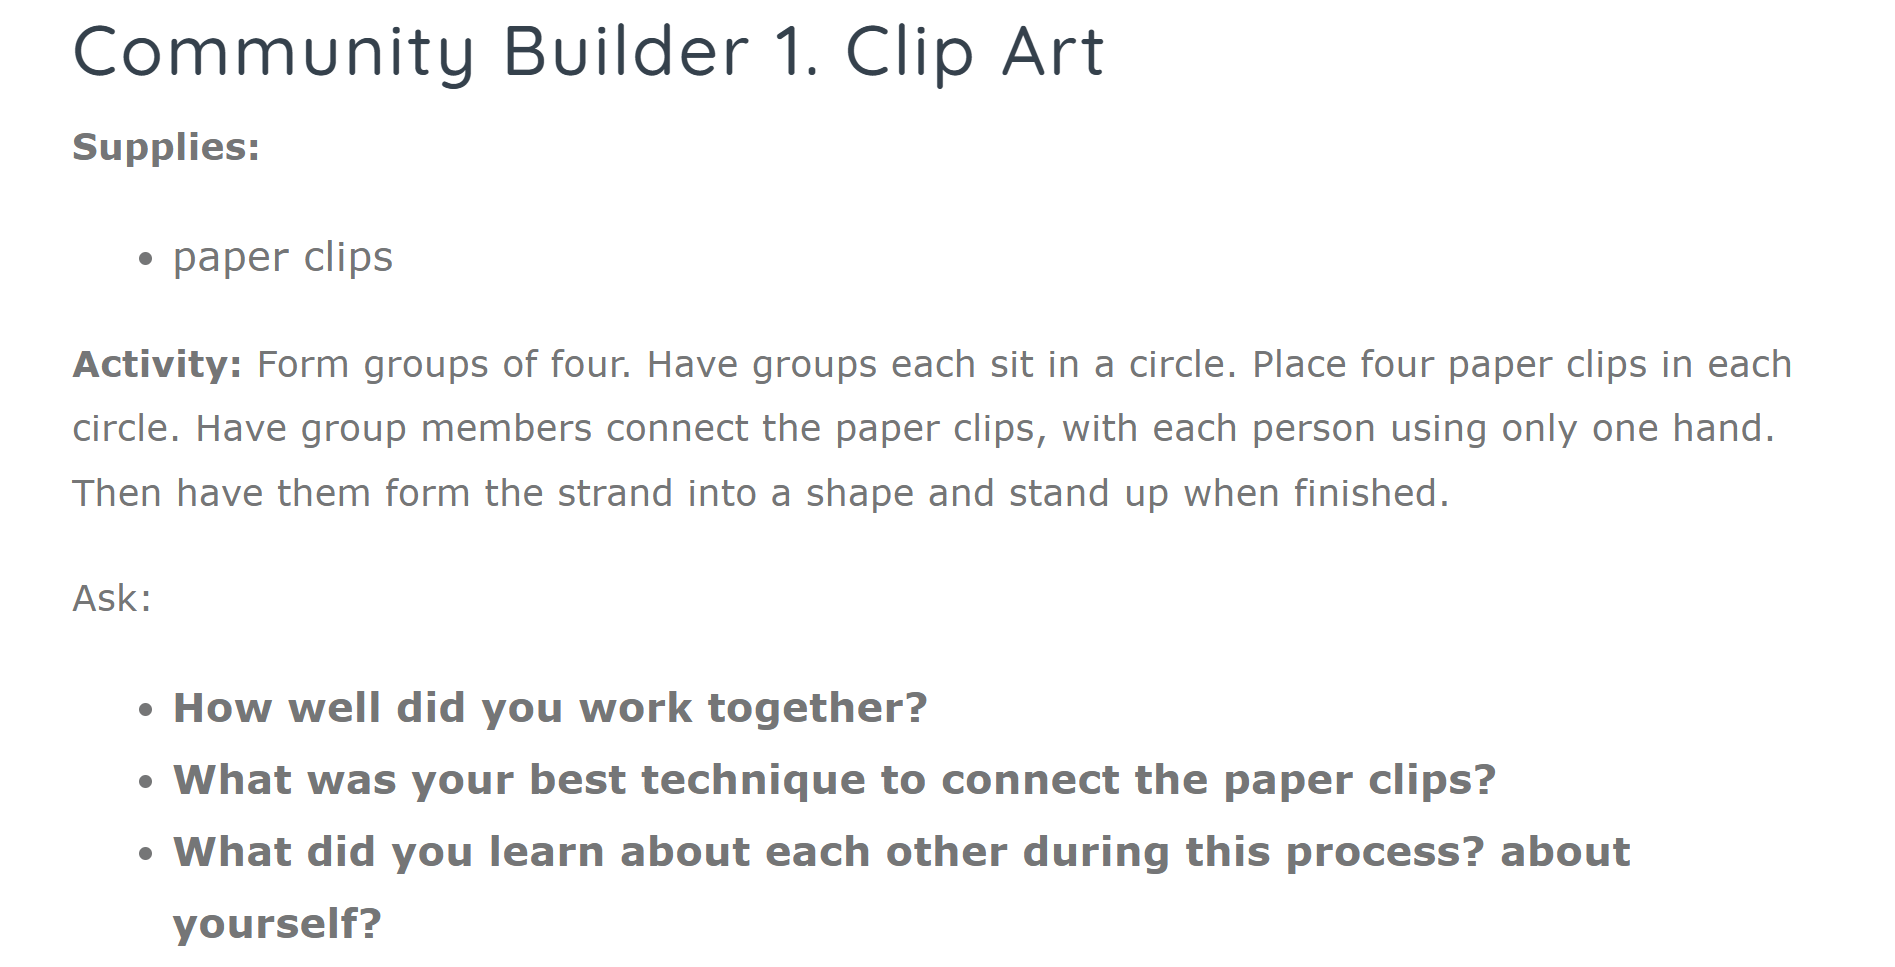 Community Builder 1. Clip Art
Supplies:
• paper clips
Activity: Form groups of four. Have groups each sit in a circle. Place four paper clips in each
circle. Have group members connect the paper clips, with each person using only one hand.
Then have them form the strand into a shape and stand up when finished.
Ask:
• How well did you work together?
• What was your best technique to connect the paper clips?
• What did you learn about each other during this process? about
yourself?